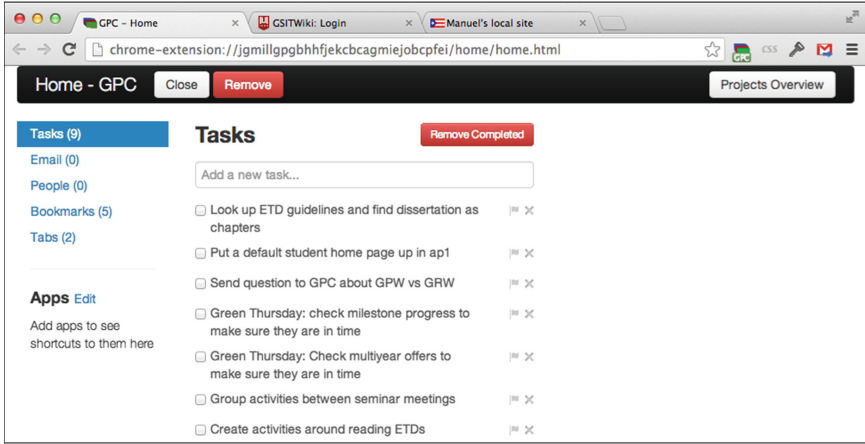 GPC - Home
GSITWiki: Login
Manuel's local site
chrome-extension://jgmillgpgbhhfjekcbcagmiejobcpfei/home/home.html
GPC
CSS
Home - GPC
Close
Remove
Projects Overview
Tasks (9)
Email (0)
People (0)
Bookmarks (5)
Tabs (2)
Apps Edit
Add apps to see
shortcuts to them here
Tasks
Remove Completed
Add a new task...
Look up ETD guidelines and find dissertation as
chapters
Put a default student home page up in ap1
Send question to GPC about GPW vs GRW
Green Thursday: check milestone progress to
make sure they are in time
Green Thursday: Check multiyear offers to
make sure they are in time
Group activities between seminar meetings
Create activities around reading ETDs